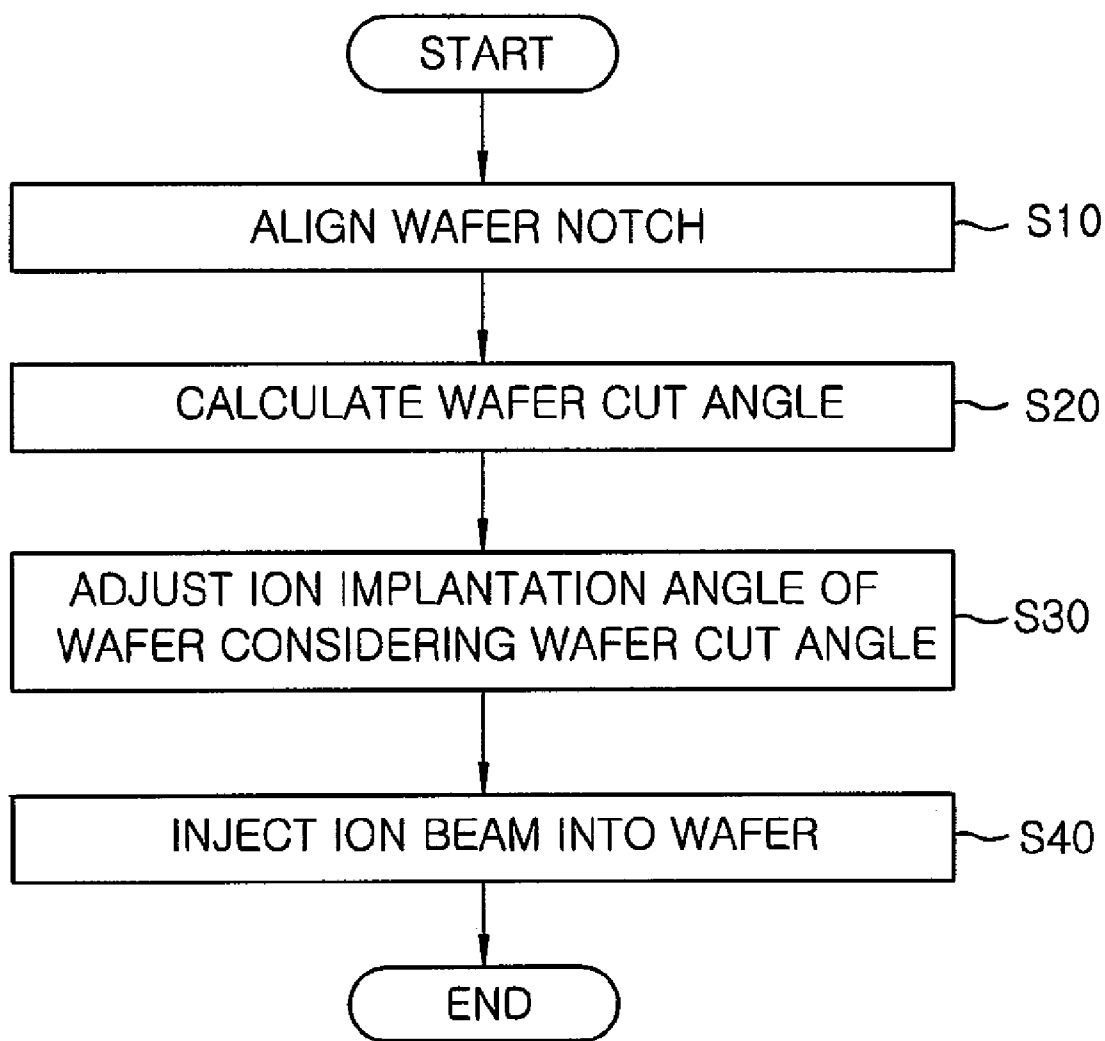 START
ALIGN WAFER NOTCH
S10
CALCULATE WAFER CUT ANGLE
S20
ADJUST ION IMPLANTATION ANGLE OF
WAFER CONSIDERING WAFER CUT ANGLE
S30
INJECT ION BEAM INTO WAFER
S40
END